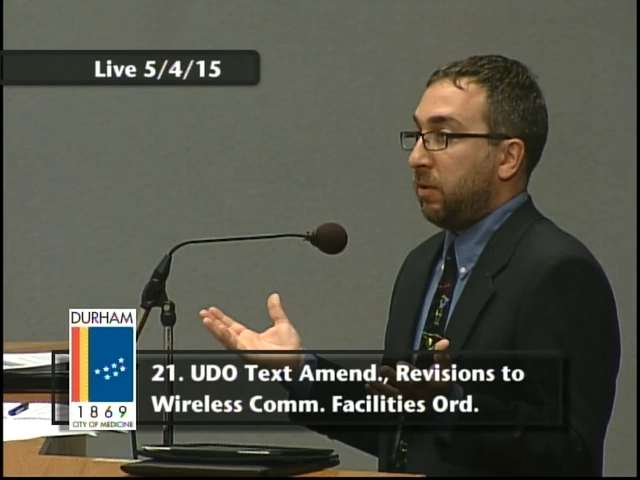 Live 5/4/15
DURHAM
1869
CITY OF MEDICINE
21. UDO Text Amend., Revisions to
Wireless Comm. Facilities Ord.